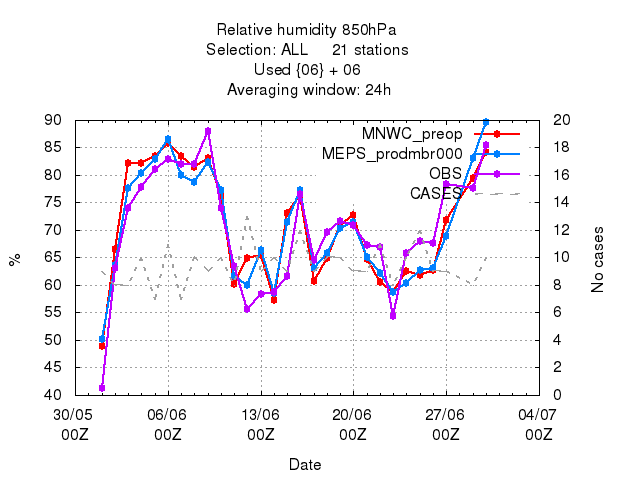 Relative humidity 850hPa
Selection: ALL 21 stations
Used {06} + 06
Averaging window: 24h
MNWC_preop
MEPS_prodmbr000
OBS
CASES
90
85
80
75
70
65
60
55
50
45
40
%
20
18
16
14
12
10
8
6
4
2
0
No cases
30/05 06/06 13/06 20/06 27/06 04/07
00Z 00Z 00Z 00Z 00Z 00Z
Date